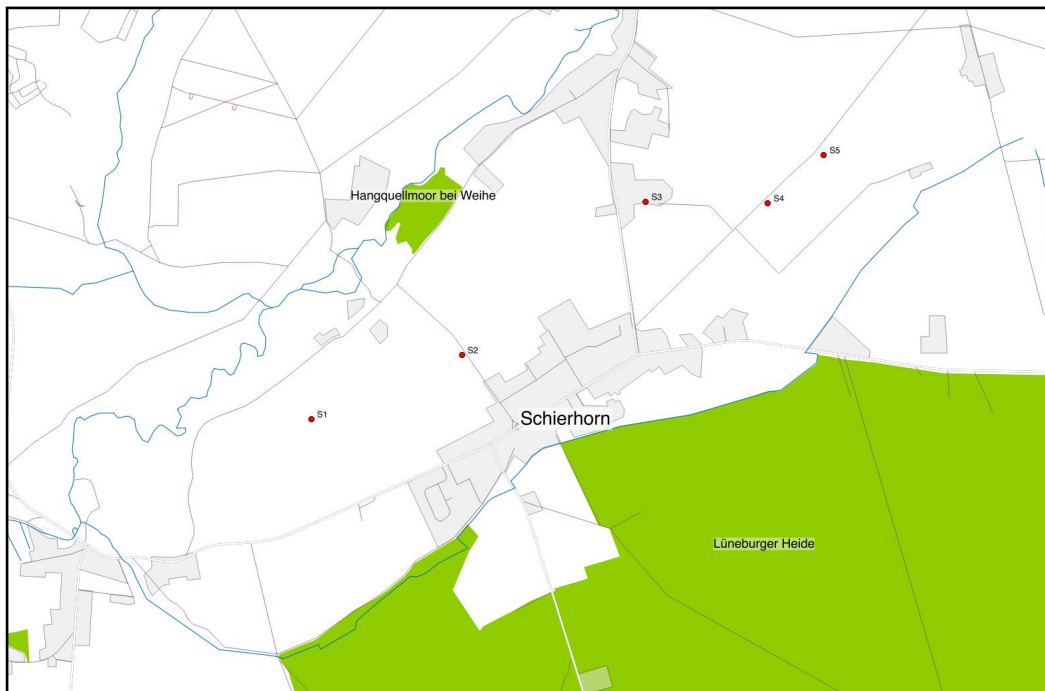 S5
Hangquellmoor bei Weihe
S3
S4
S2
S1
Schierhorn
Lüneburger Heide